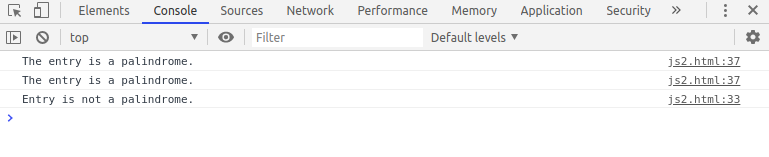 Elements Console Sources Network Performance Memory Application Security »
top Filter Default levels
The entry is a palindrome. js2.html:37
The entry is a palindrome. js2.html:37
Entry is not a palindrome. js2.html:33
>